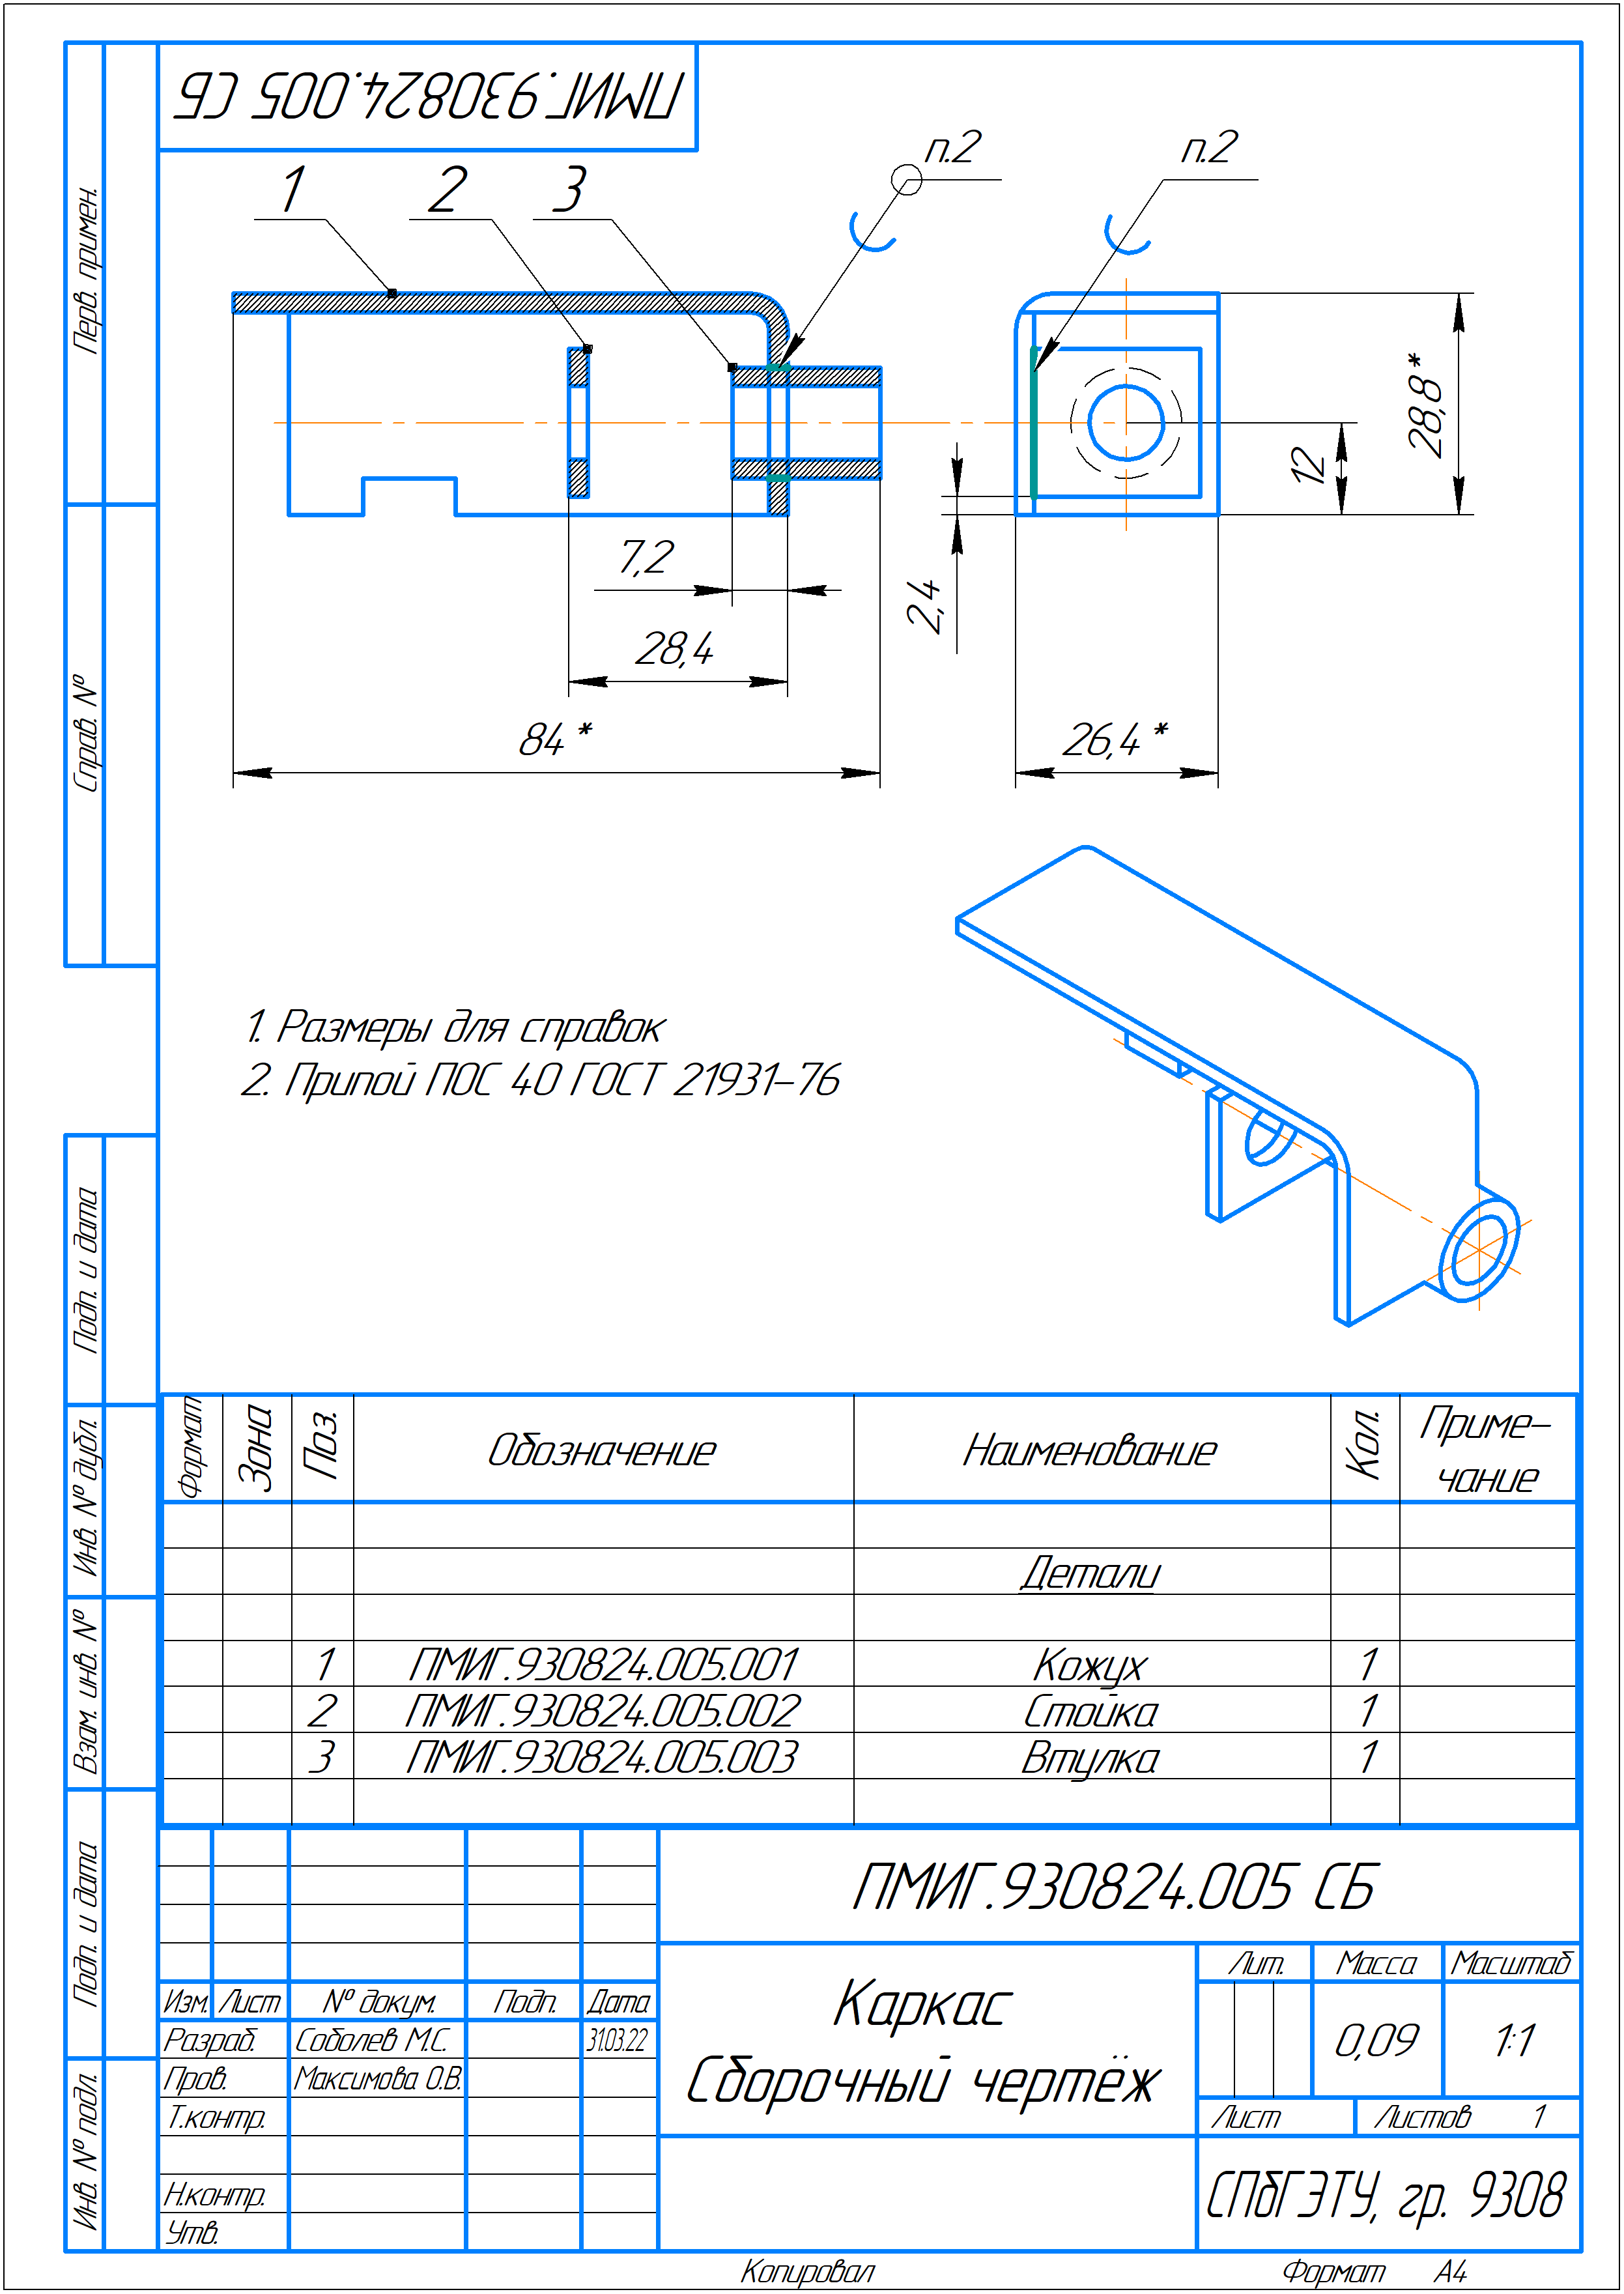 ПМИГ.930824.005 СБ
1 2 3 п.2 п.2
28,8*
12
7,2
2,4
28,4
84*
26,4*
1. Размеры для справок
2. Припой ПОС 40 ГОСТ 21931-76
Перв. примен.
Справ. №
Подп. и дата
Инв. № дубл.
Взам. инв. №
Подп. и дата
Инв. № подл.
Формат Зона Поз. Обозначение Наименование Кол. Приме-
чание
Детали
1 ПМИГ.930824.005.001 Кожух 1
2 ПМИГ.930824.005.002 Стойка 1
3 ПМИГ.930824.005.003 Втулка 1
ПМИГ.930824.005 СБ
Изм. Лист № докум. Подп. Дата
Разраб. Соболев М.С. 31.03.22
Пров. Максимова О.В.
Т.контр.
Н.контр.
Утв.
Каркас
Сборочный чертёж
Лит. Масса Масштаб
0,09 1:1
Лист Листов 1
СПбГЭТУ, гр. 9308
Копировал Формат А4